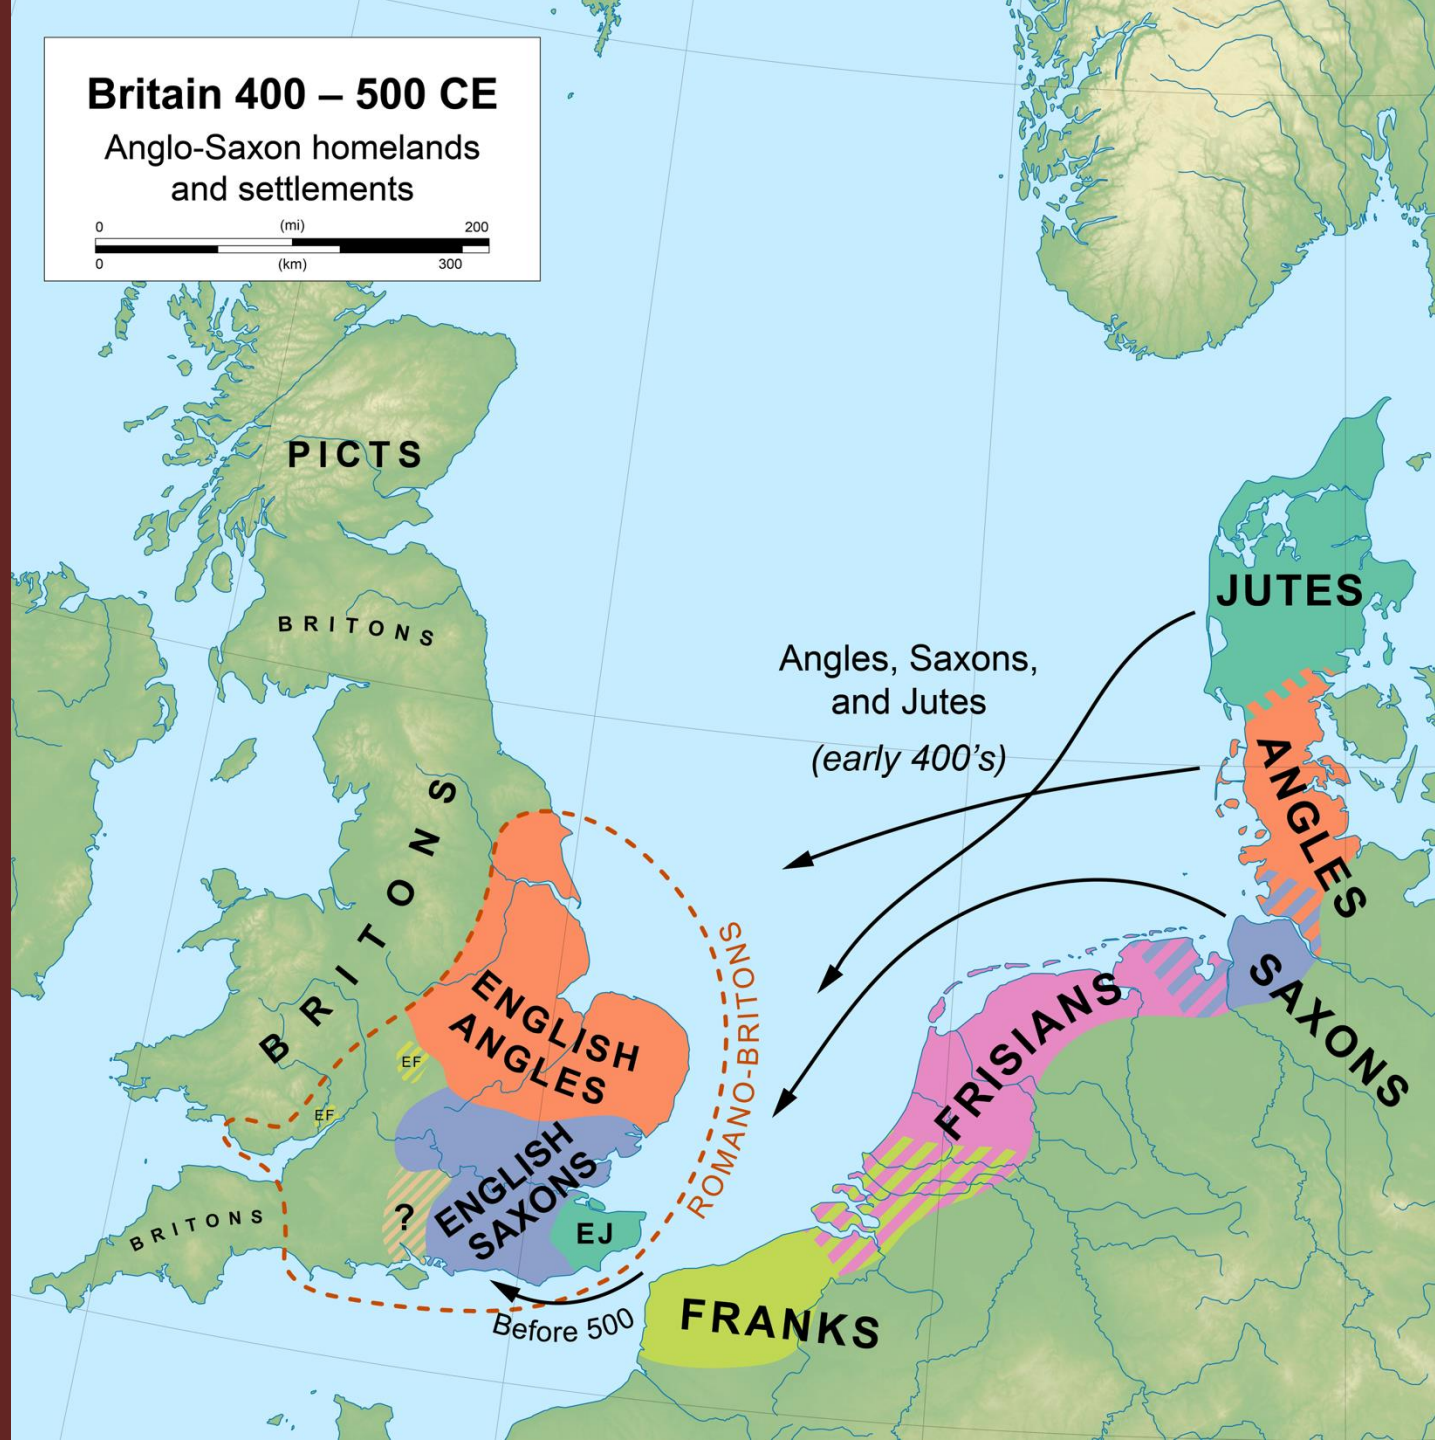 Britain 400 – 500 CE
Anglo-Saxon homelands
and settlements
0 (mi) 200
0 (km) 300
PICTS
BRITONS
JUTES
Angles, Saxons,
and Jutes
(early 400's)
ANGLES
BRITONS
ROMANO-BRITONS
SAXONS
ENGLISH
ANGLES
FRISIANS
EF
EF
ENGLISH
SAXONS
?
EJ
BRITONS
Before 500
FRANKS